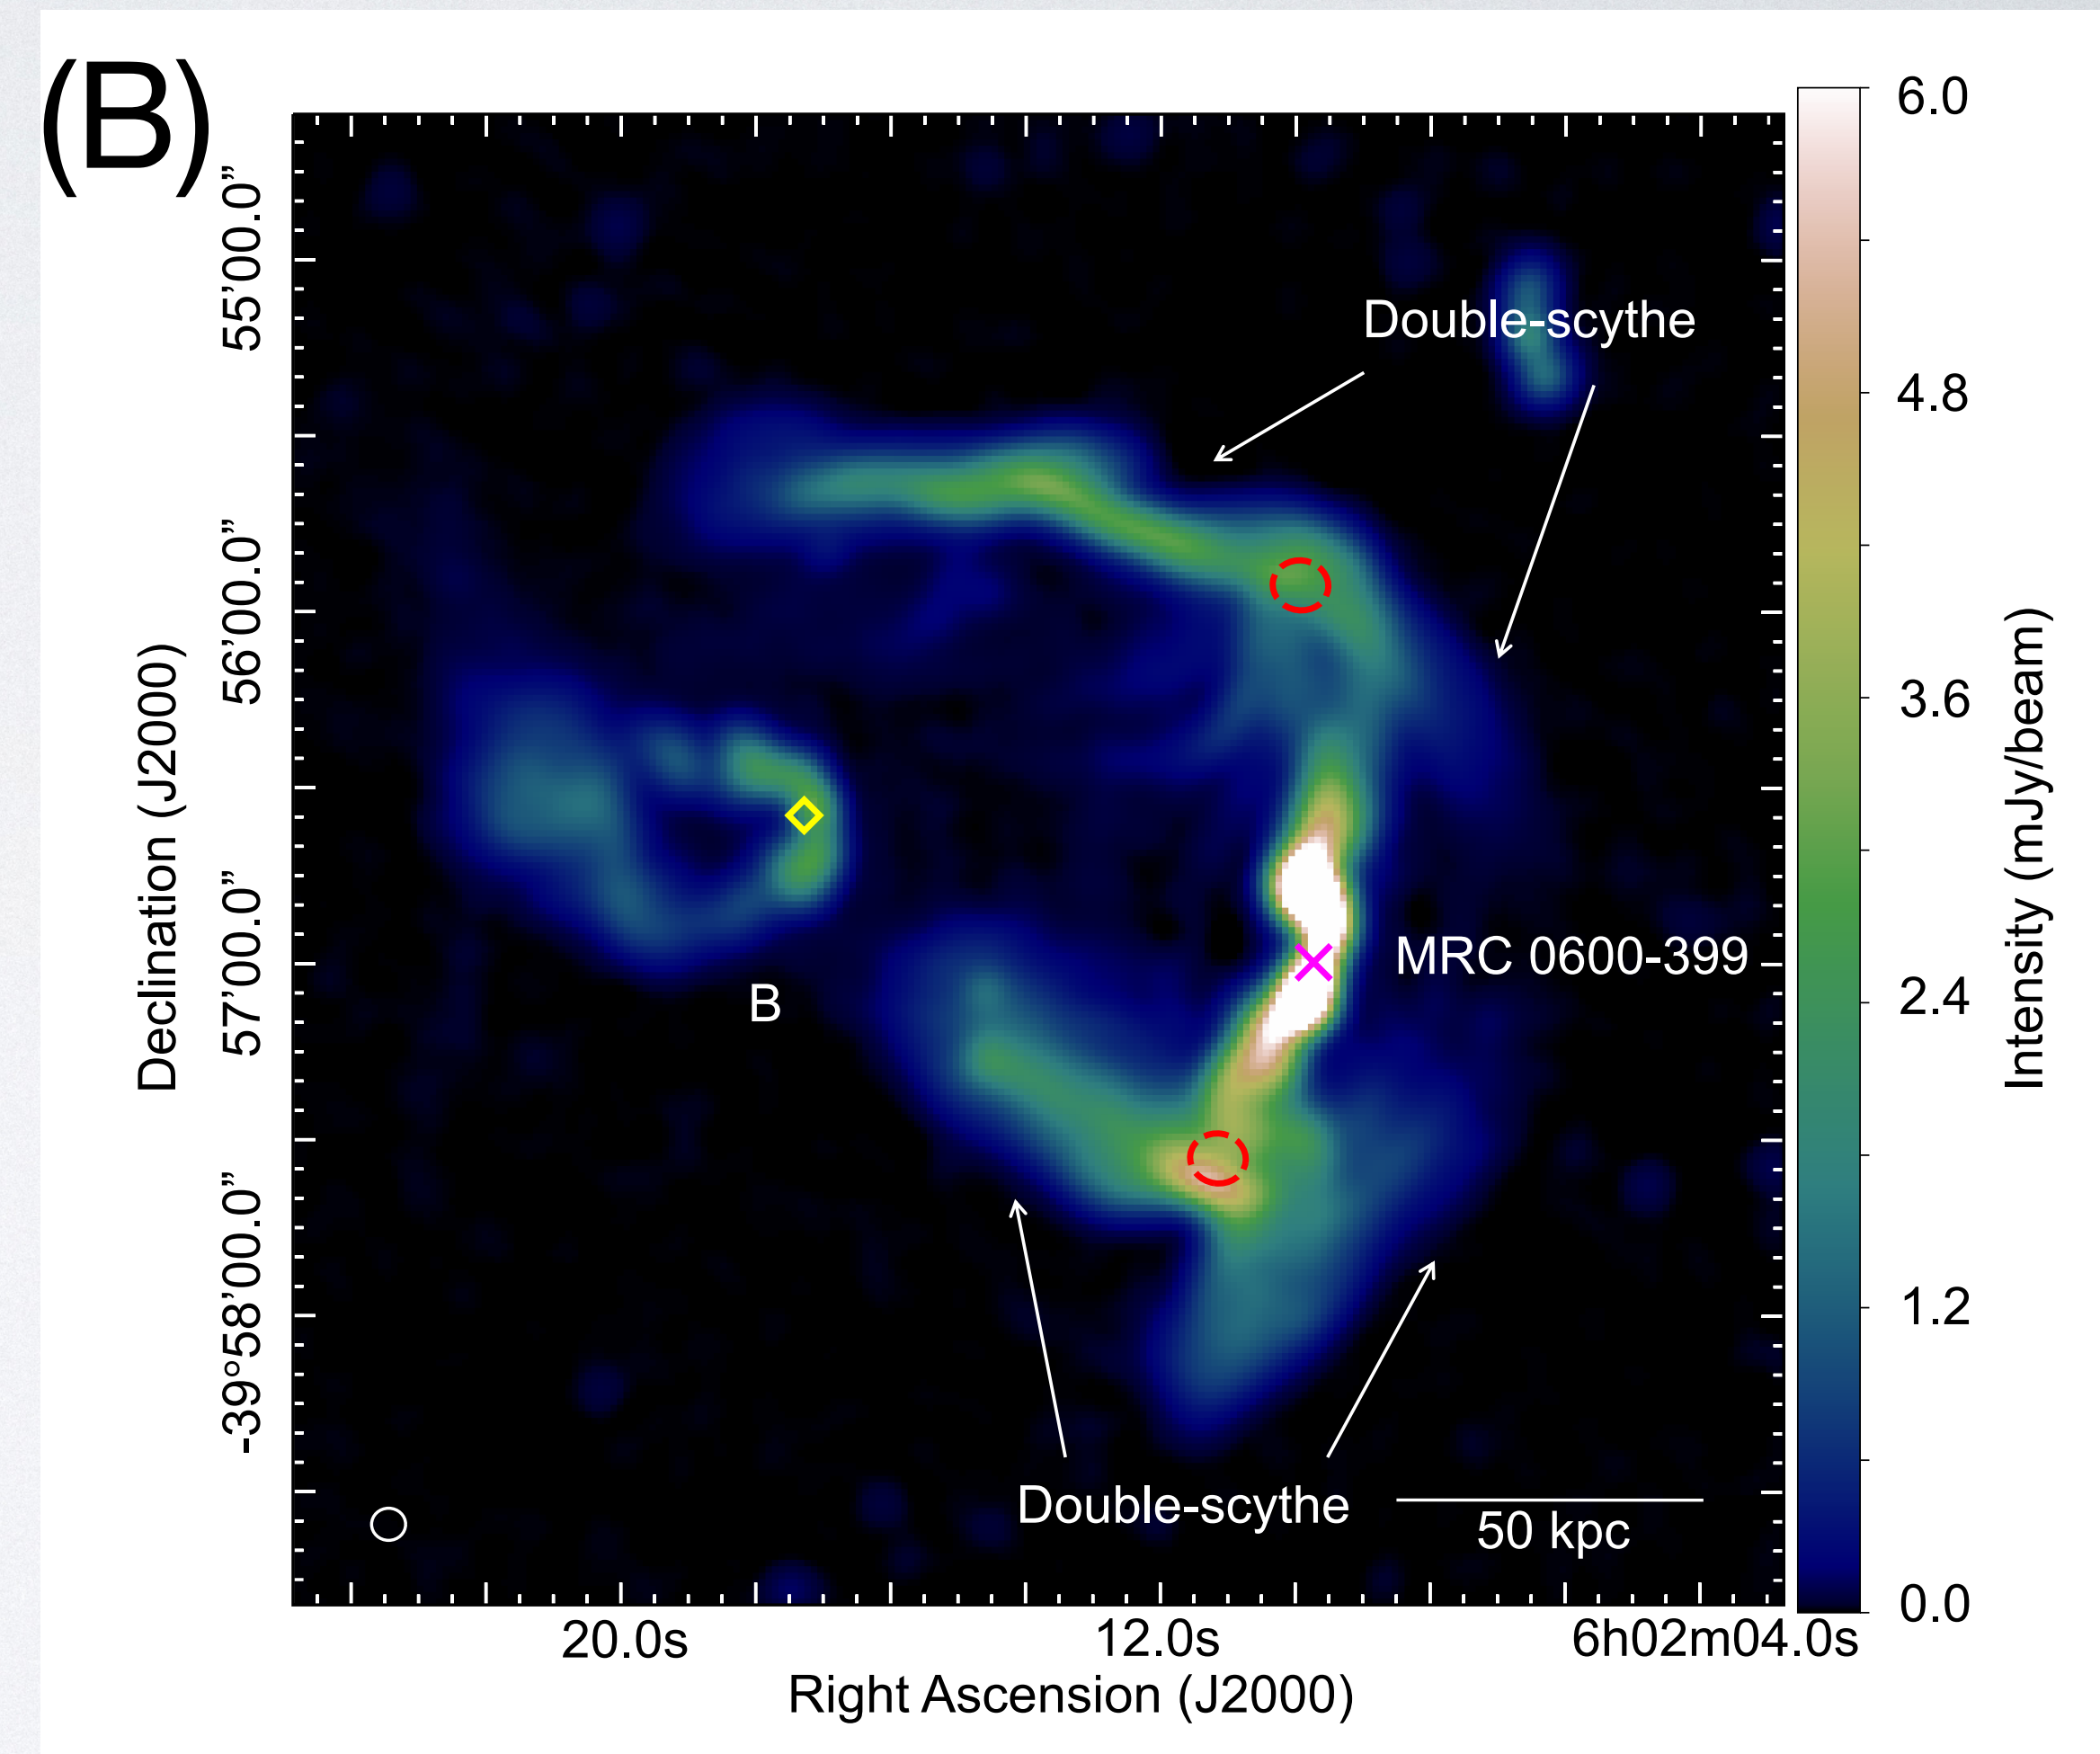 (B)
6.0
55’00.0”
Double-scythe
4.8
56’00.0”
3.6
Declination (J2000)
Intensity (mJy/beam)
57’00.0”
MRC 0600-399
B
2.4
1.2
-39°58’00.0”
Double-scythe
50 kpc
0.0
20.0s
12.0s
6h02m04.0s
Right Ascension (J2000)